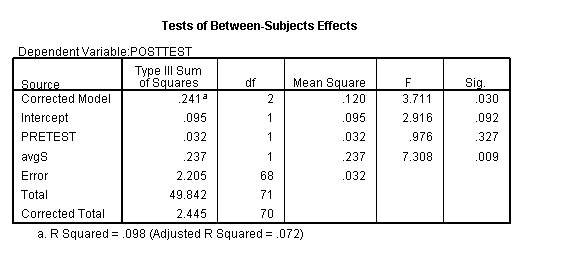 Tests of Between-Subjects Effects
Dependent Variable:POSTTEST
Source Type III Sum of Squares df Mean Square F Sig.
Corrected Model .241a 2 .120 3.711 .030
Intercept .095 1 .095 2.916 .092
PRETEST .032 1 .032 .976 .327
avgS .237 1 .237 7.308 .009
Error 2.205 68 .032
Total 49.842 71
Corrected Total 2.445 70
a. R Squared = .098 (Adjusted R Squared = .072)